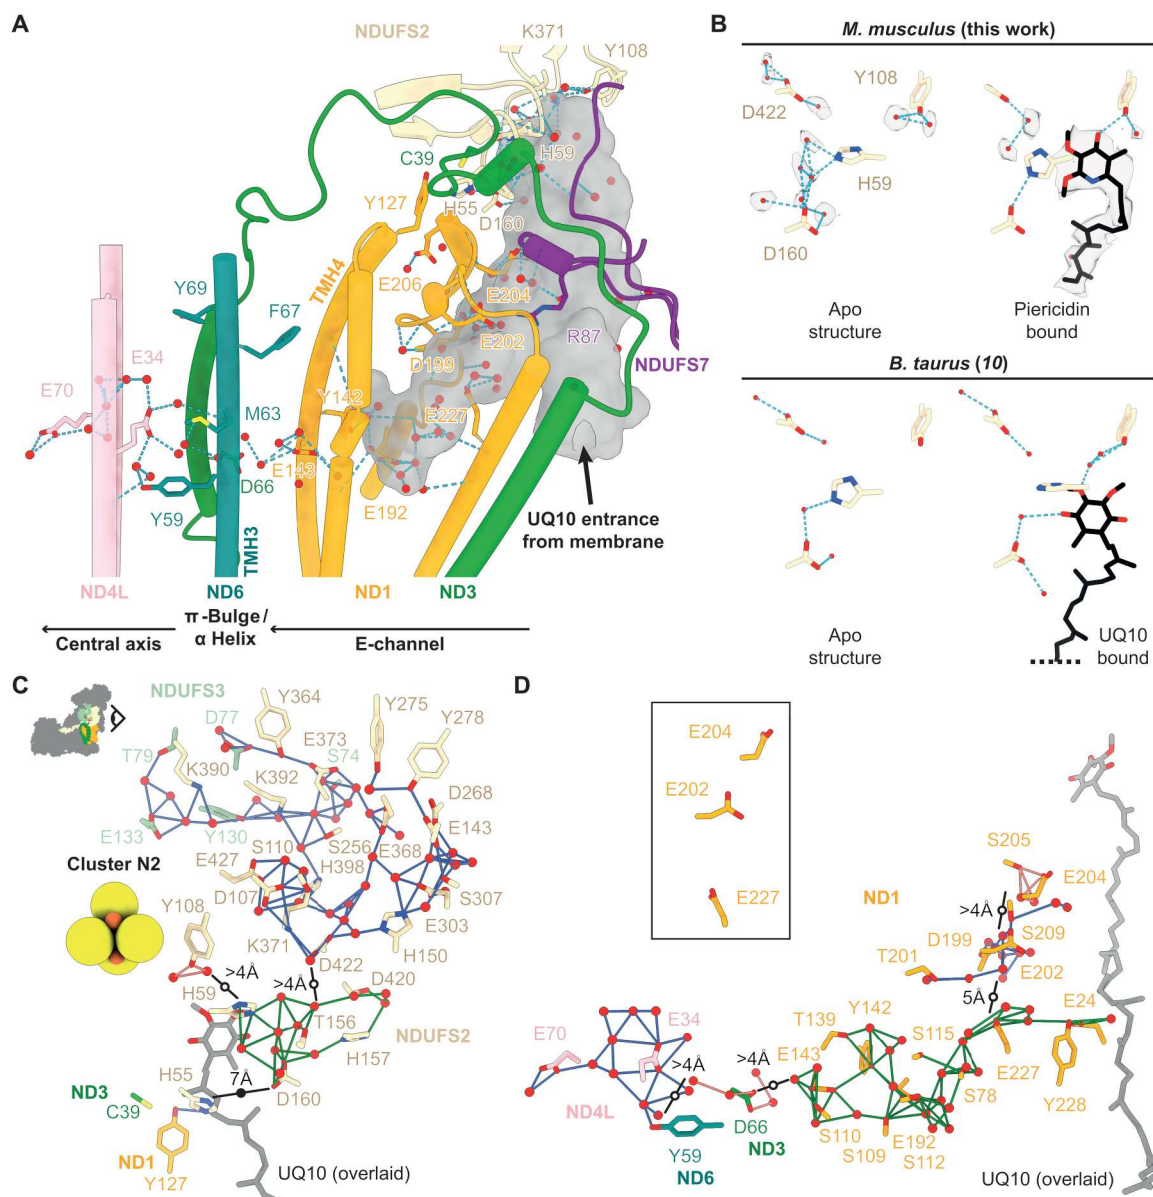 A
NDUFS2
K371
Y108
C39
H59
Y127
H55
D160
TMH4
E206
E204
Y69
F67
E202
R87
NDUFS7
D199
E34
E70
Y142
M63
E227
E143
D66
Y59
E192
TMH3
UQ10 entrance
from membrane
ND4L
ND6
ND1
ND3
π -Bulge/
α Helix
Central axis
E-channel
B
M. musculus (this work)
Y108
D422
H59
D160
Apo
structure
Piericidin
bound
B. taurus (10)
Apo
structure
UQ10
bound
C
NDUFS3
Y364
Y275
D77
Y278
T79
E373
S74
K390
K392
D268
E143
E133
Y130
S256
E368
Cluster N2
E427
S110
H398
D107
S307
E303
Y108
K371
H150
D422
>4Å
>4Å
D420
H59
T156
NDUFS2
H157
H55
7Å
D160
ND3
C39
ND1
Y127
UQ10 (overlaid)
D
E204
E202
E227
S205
ND1
E204
>4Å
D199
S209
T201
E202
5Å
E24
E70
E34
Y142
T139
S115
>4Å
>4Å
E143
E227
S78
ND4L
Y228
D66
S110
E192
Y59
ND3
S109
S112
ND6
UQ10 (overlaid)